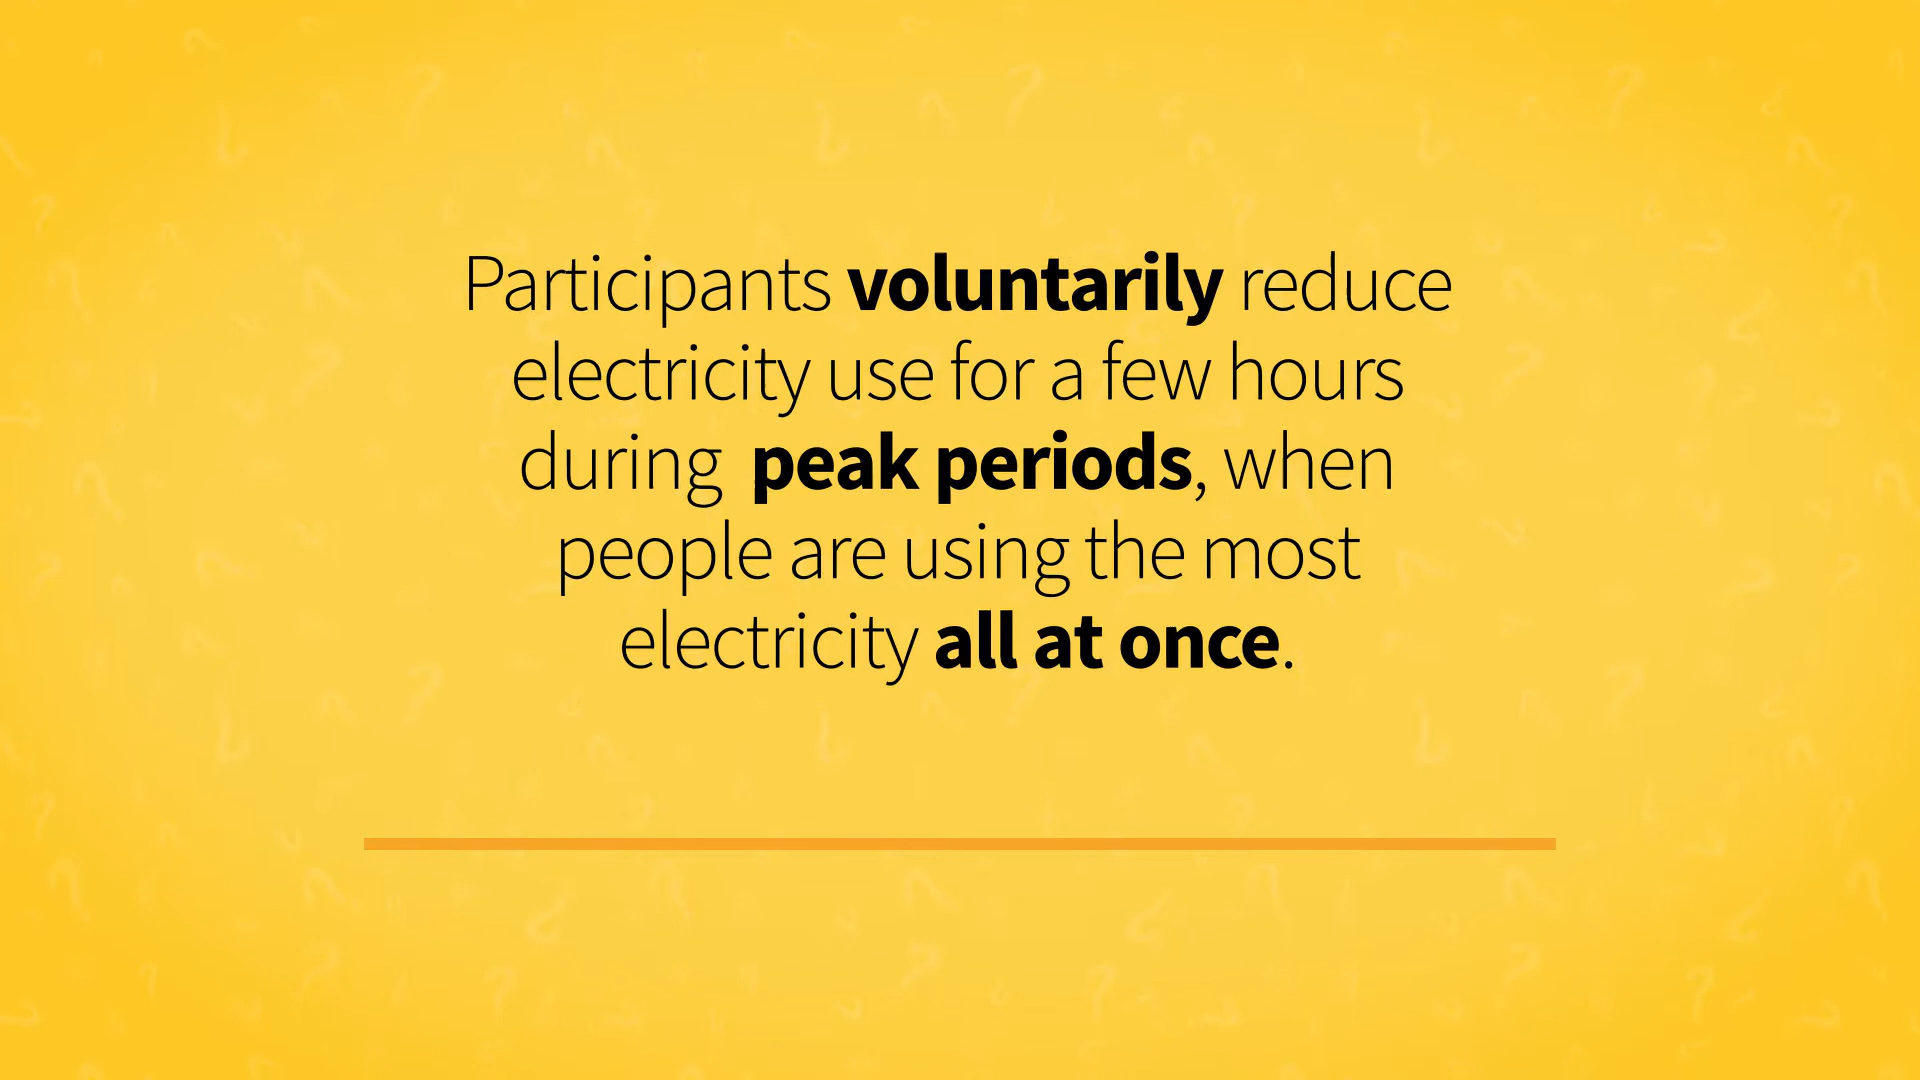 Participants voluntarily reduce
electricity use for a few hours
during peak periods, when
people are using the most
electricity all at once.